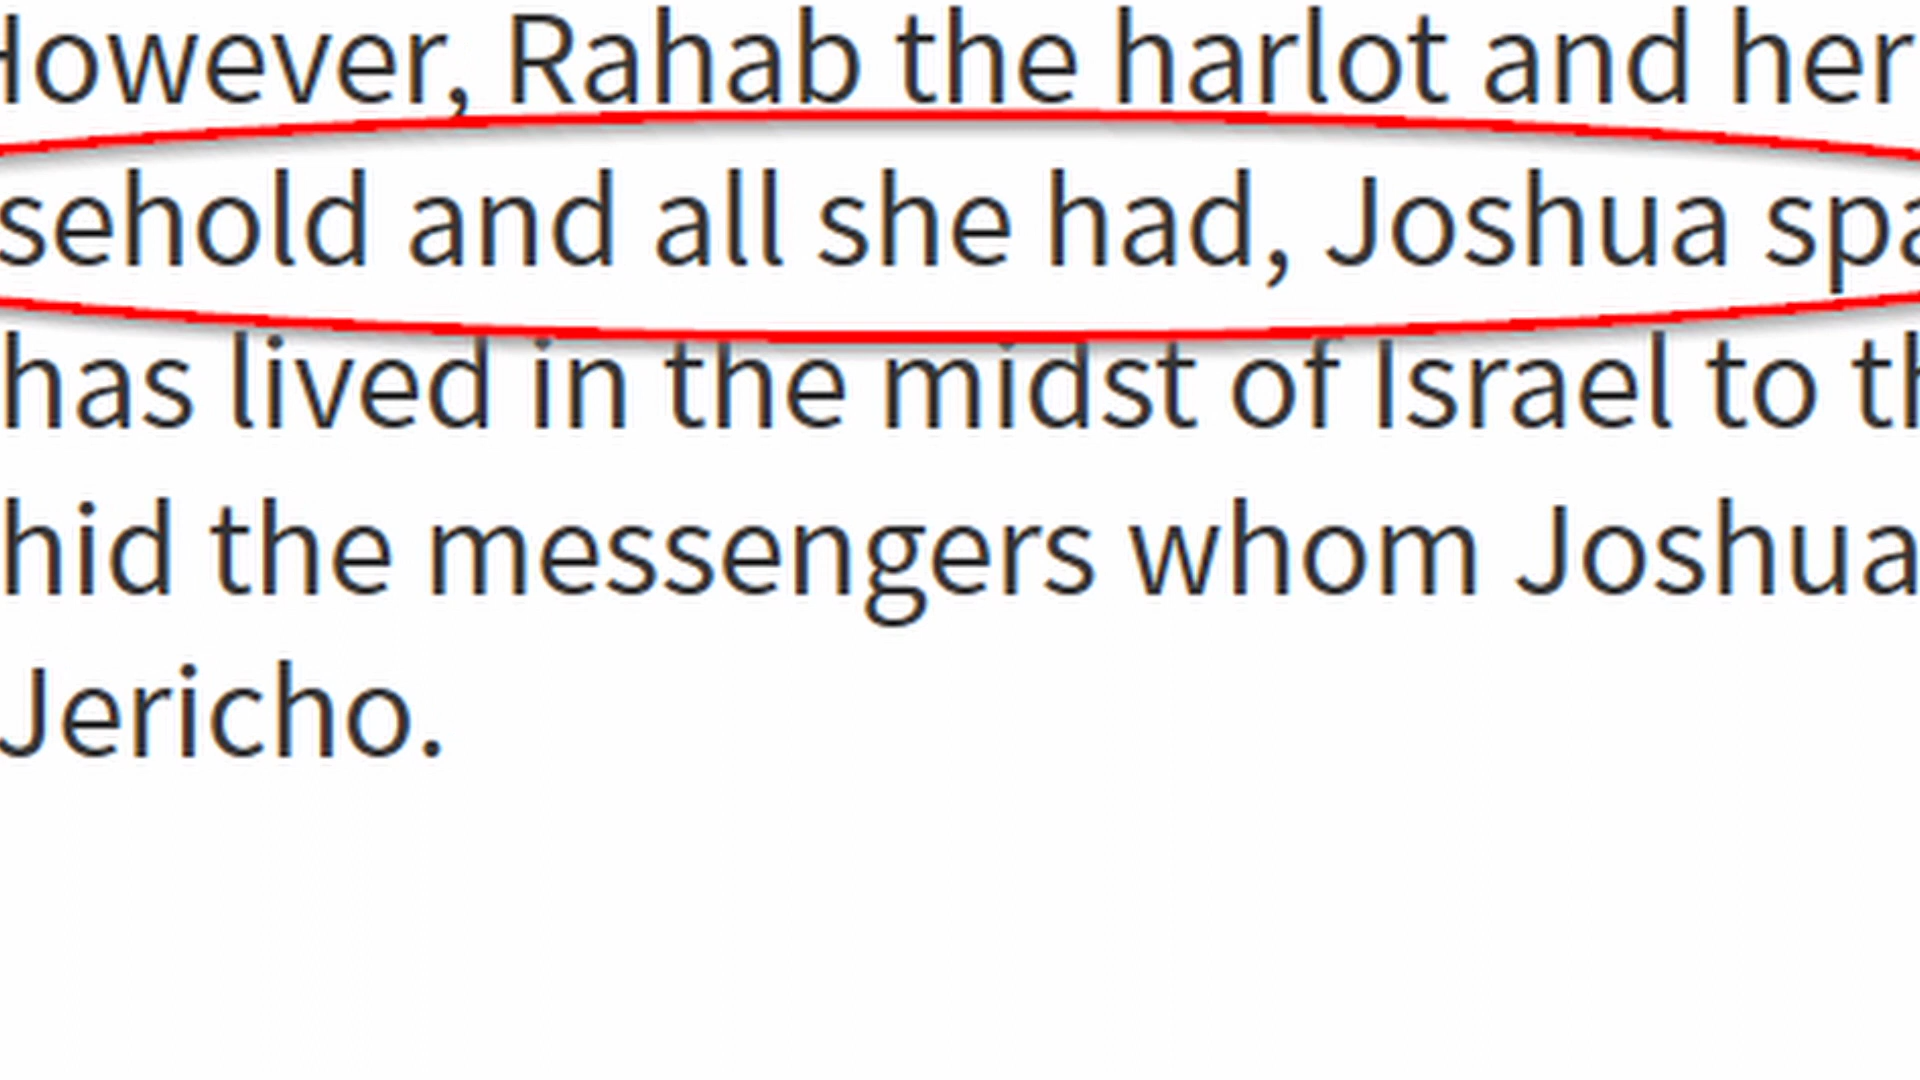 However, Rahab the harlot and her
sehold and all she had, Joshua spa
has lived in the midst of Israel to th
hid the messengers whom Joshua
Jericho.